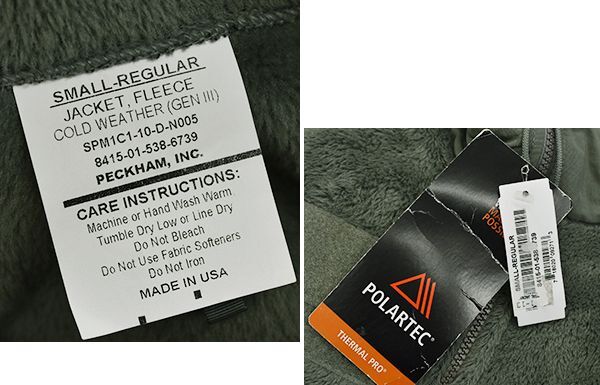 SMALL-REGULAR
JACKET, FLEECE
COLD WEATHER (GEN III)
SPM1C1-10-D-N005
8415-01-538-6739
PECKHAM, INC.
CARE INSTRUCTIONS:
Machine or Hand Wash Warm
Tumble Dry Low or Line Dry
Do Not Bleach
Do Not Use Fabric Softeners
Do Not Iron
MADE IN USA
POLARTEC®
THERMAL PRO®
SMALL-REGULAR